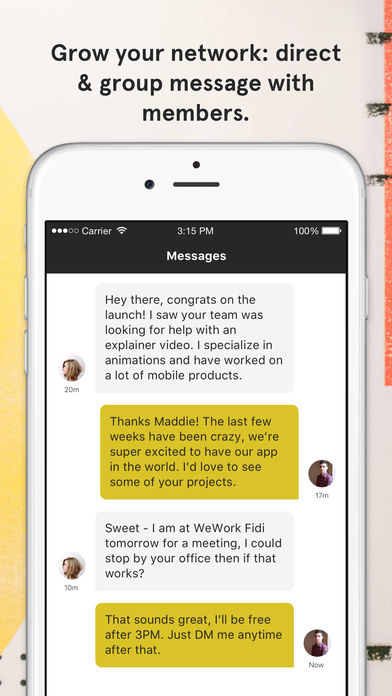 Grow your network: direct
& group message with
members.
Carrier 3:15 PM 100%
Messages
Hey there, congrats on the
launch! I saw your team was
looking for help with an
explainer video. I specialize in
animations and have worked on
a lot of mobile products.
20m
Thanks Maddie! The last few
weeks have been crazy, we’re
super excited to have our app
in the world. I’d love to see
some of your projects.
17m
Sweet - I am at WeWork Fidi
tomorrow for a meeting, I could
stop by your office then if that
works?
10m
That sounds great, I’ll be free
after 3PM. Just DM me anytime
after that.
Now